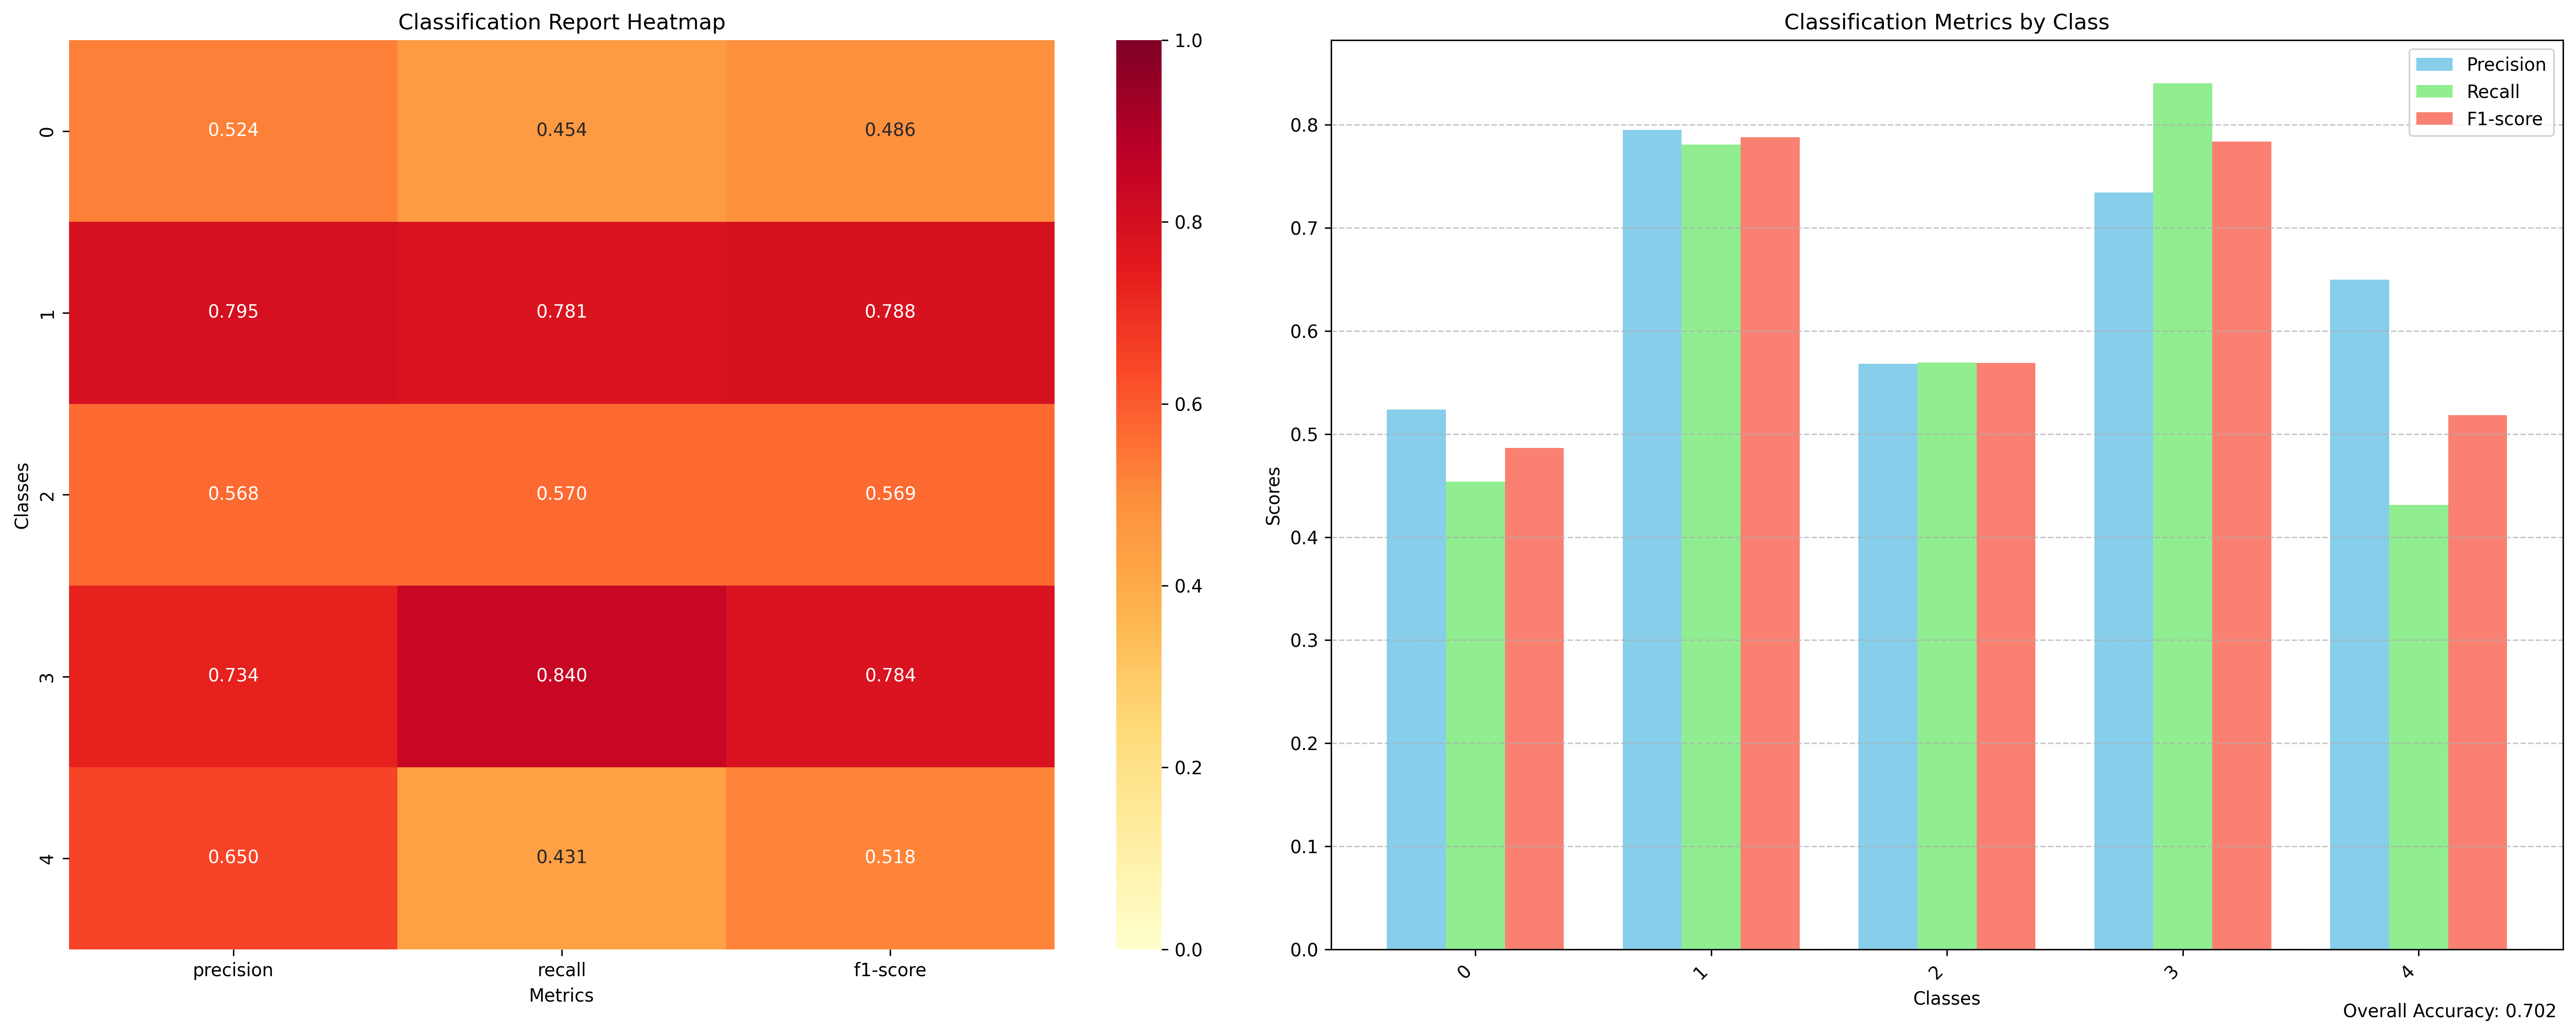 Classification Report Heatmap
0 0.524 0.454 0.486
1 0.795 0.781 0.788
2 0.568 0.570 0.569
3 0.734 0.840 0.784
4 0.650 0.431 0.518
Classes
precision recall f1-score
Metrics
1.0
0.8
0.6
0.4
0.2
0.0
Classification Metrics by Class
Precision
Recall
F1-score
0.8
0.7
0.6
0.5
0.4
0.3
0.2
0.1
0.0
Scores
0 1 2 3 4
Classes
Overall Accuracy: 0.702